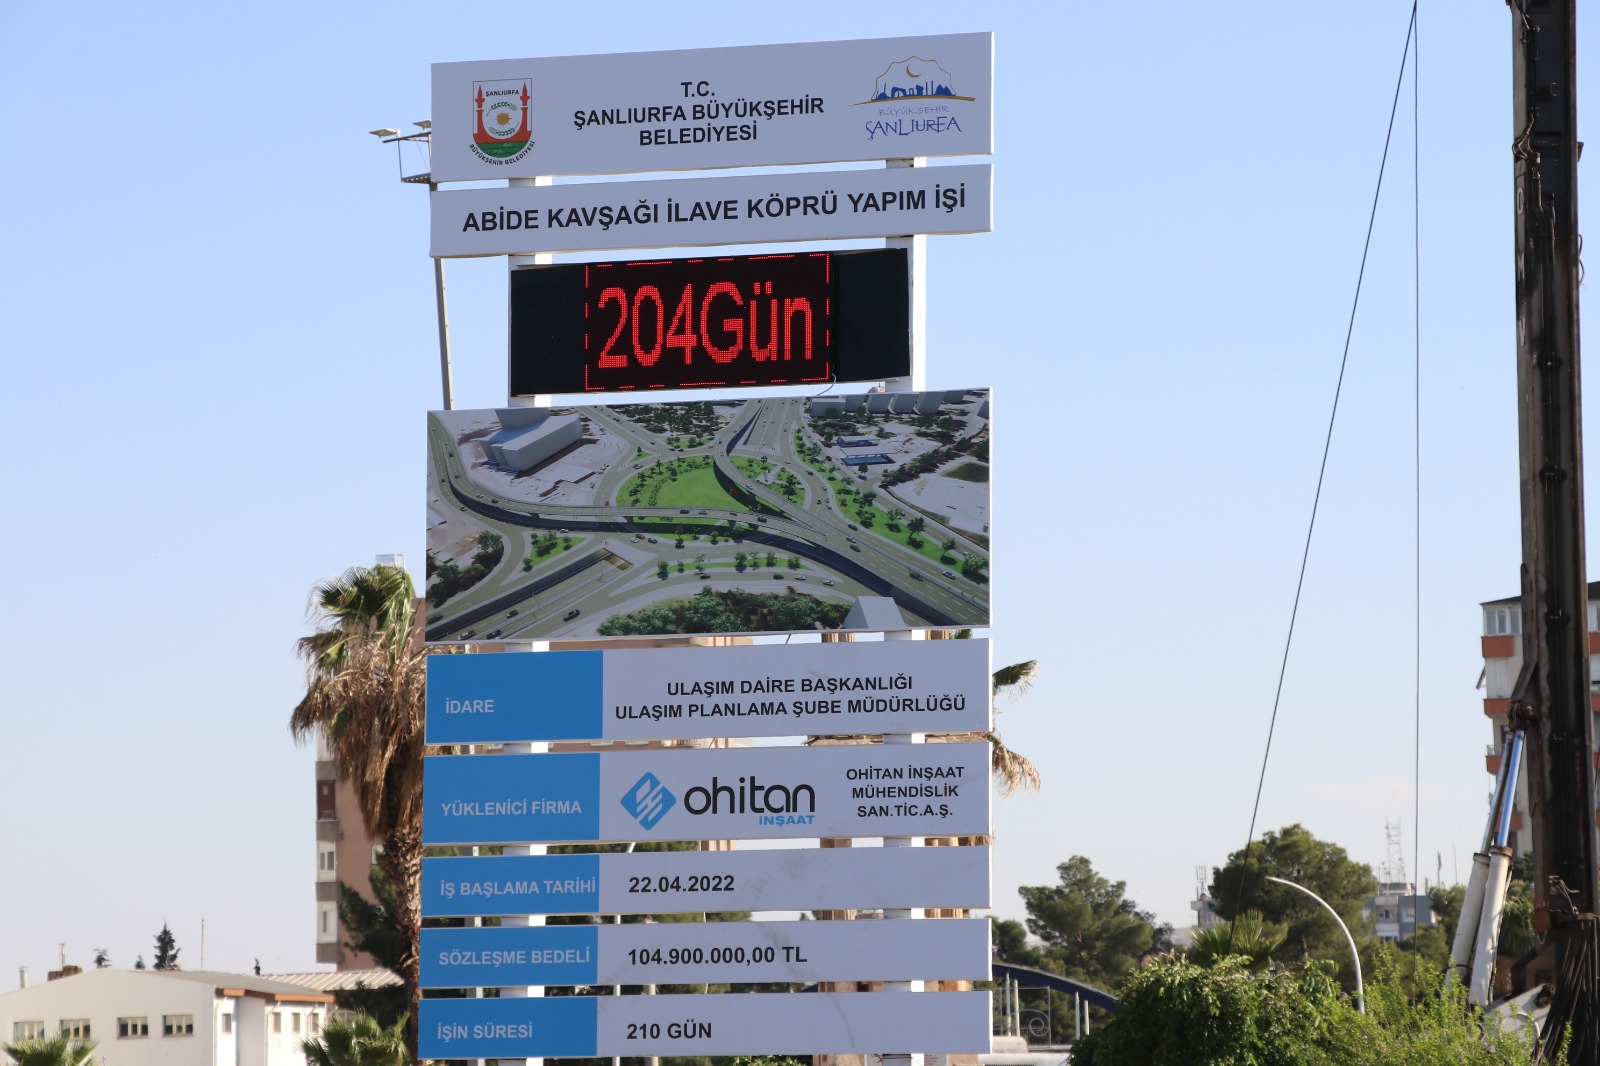 ŞANLIURFA
BÜYÜKŞEHİR BELEDİYESİ
T.C.
ŞANLIURFA BÜYÜKŞEHİR
BELEDİYESİ
BÜYÜKŞEHİR
ŞANLIURFA
ABİDE KAVŞAĞI İLAVE KÖPRÜ YAPIM İŞİ
204Gün
İDARE
ULAŞIM DAİRE BAŞKANLIĞI
ULAŞIM PLANLAMA ŞUBE MÜDÜRLÜĞÜ
YÜKLENİCİ FİRMA
ohitan
İNŞAAT
OHİTAN İNŞAAT
MÜHENDİSLİK
SAN.TİC.A.Ş.
İŞ BAŞLAMA TARİHİ
22.04.2022
SÖZLEŞME BEDELİ
104.900.000,00 TL
İŞİN SÜRESİ
210 GÜN